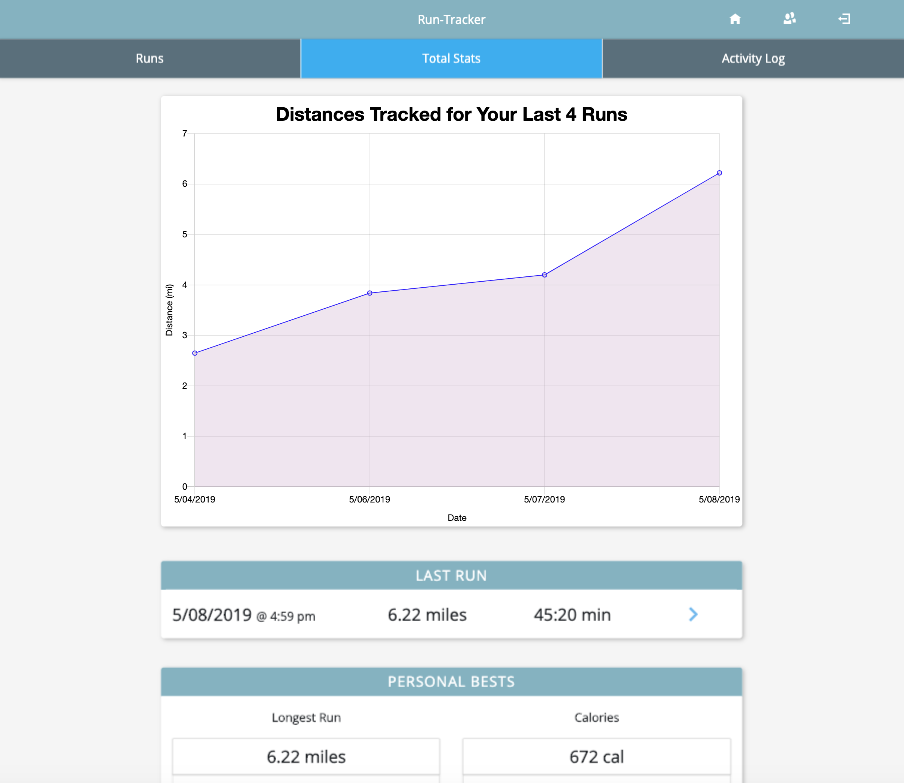 Run-Tracker
Runs Total Stats Activity Log
Distances Tracked for Your Last 4 Runs
7
6
5
4
3
2
1
0
Distance (mi)
5/04/2019 5/06/2019 5/07/2019 5/08/2019
Date
LAST RUN
5/08/2019 @ 4:59 pm 6.22 miles 45:20 min
PERSONAL BESTS
Longest Run Calories
6.22 miles 672 cal